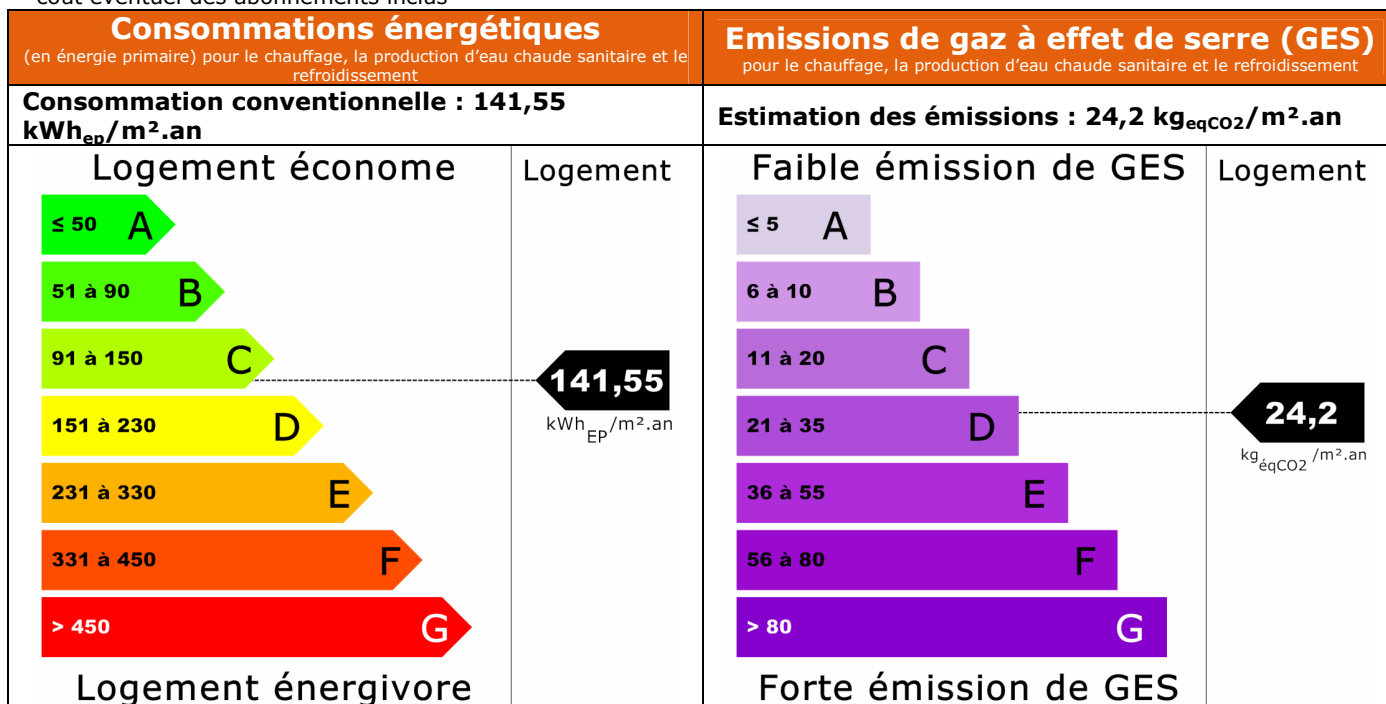 coût éventuel des abonnements inclus
Consommations énergétiques
(en énergie primaire) pour le chauffage, la production d'eau chaude sanitaire et le
refroidissement
Emissions de gaz à effet de serre (GES)
pour le chauffage, la production d'eau chaude sanitaire et le refroidissement
Consommation conventionnelle : 141,55
kWhep/m².an
Estimation des émissions : 24,2 kgeqCO2/m².an
Logement économe
Logement
≤ 50 A
51 à 90 B
91 à 150 C
151 à 230 D
231 à 330 E
331 à 450 F
> 450 G
141,55
kWhEP/m².an
Logement énergivore
Faible émission de GES
Logement
≤ 5 A
6 à 10 B
11 à 20 C
21 à 35 D
36 à 55 E
56 à 80 F
> 80 G
24,2
kgéqCO2/m².an
Forte émission de GES